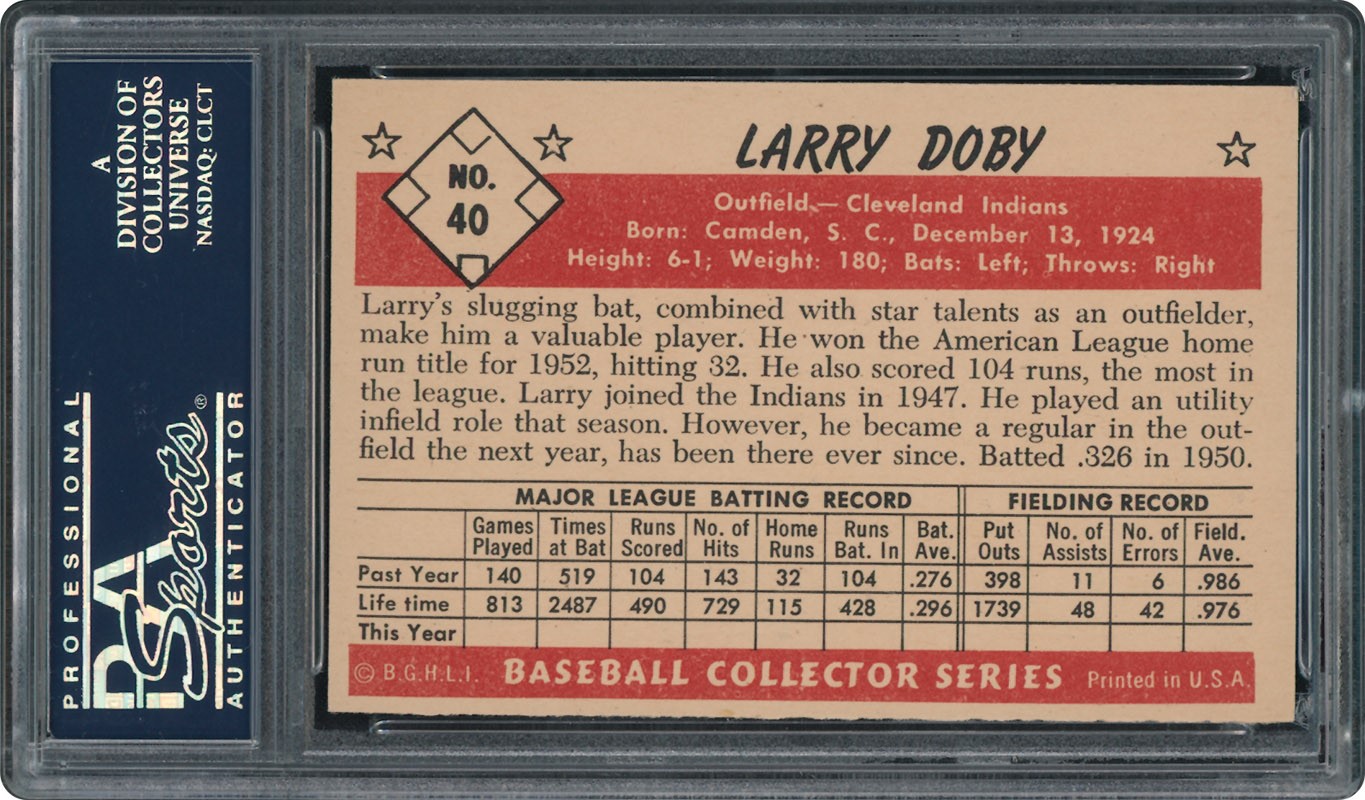 A
DIVISION OF
COLLECTORS
UNIVERSE
NASDAQ: CLCT
PROFESSIONAL
PSA
Sports®
AUTHENTICATOR
NO.
40
LARRY DOBY
Outfield — Cleveland Indians
Born: Camden, S. C., December 13, 1924
Height: 6-1; Weight: 180; Bats: Left; Throws: Right
Larry's slugging bat, combined with star talents as an outfielder,
make him a valuable player. He won the American League home
run title for 1952, hitting 32. He also scored 104 runs, the most in
the league. Larry joined the Indians in 1947. He played an utility
infield role that season. However, he became a regular in the out-
field the next year, has been there ever since. Batted .326 in 1950.
MAJOR LEAGUE BATTING RECORD FIELDING RECORD
Games Times Runs No. of Home Runs Bat. Put No. of No. of Field.
Played at Bat Scored Hits Runs Bat. In Ave. Outs Assists Errors Ave.
Past Year 140 519 104 143 32 104 .276 398 11 6 .986
Life time 813 2487 490 729 115 428 .296 1739 48 42 .976
This Year
© B.G.H.L.I. BASEBALL COLLECTOR SERIES Printed in U.S.A.